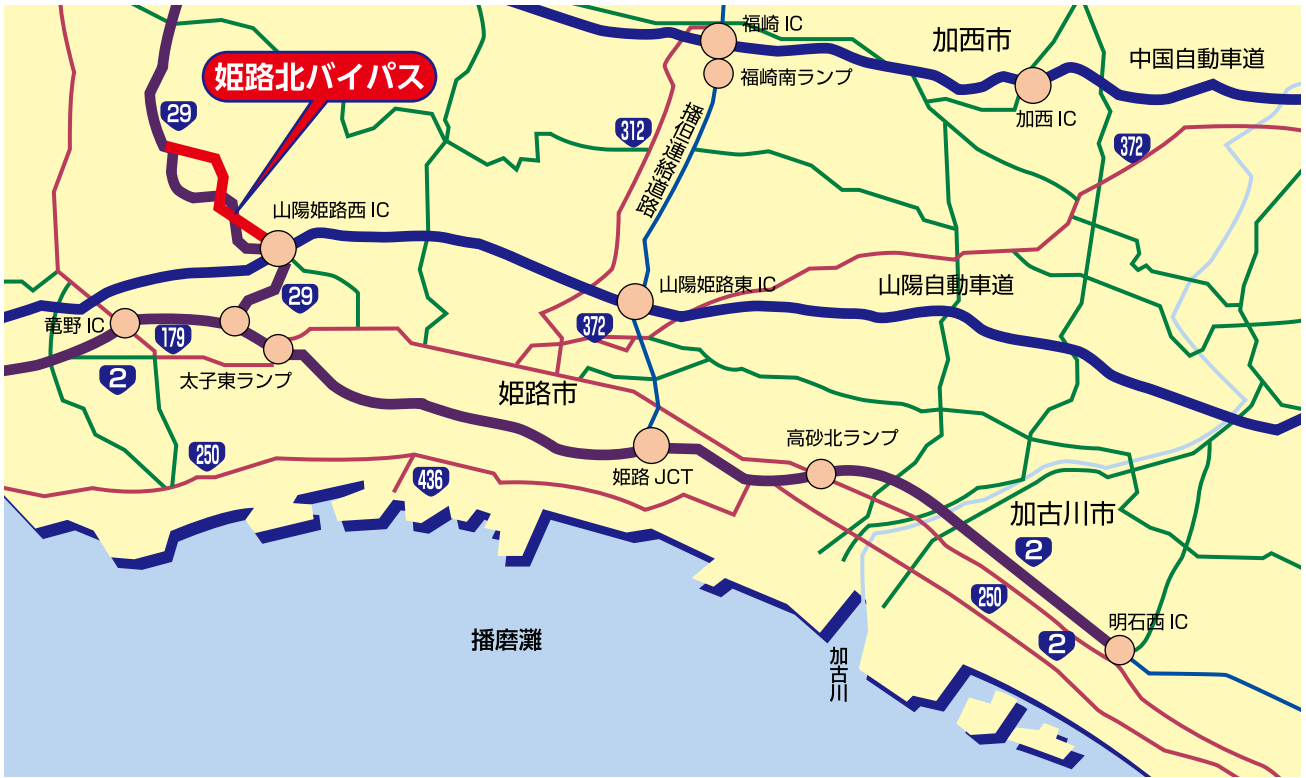 福崎 IC
加西市
中国自動車道
姫路北バイパス
福崎南ランプ
29
加西 IC
312
播但連絡道路
372
山陽姫路西 IC
山陽姫路東 IC
山陽自動車道
29
竜野 IC
179
372
太子東ランプ
2
姫路市
高砂北ランプ
250
436
姫路 JCT
加古川市
2
250
明石西 IC
2
播磨灘
加古川